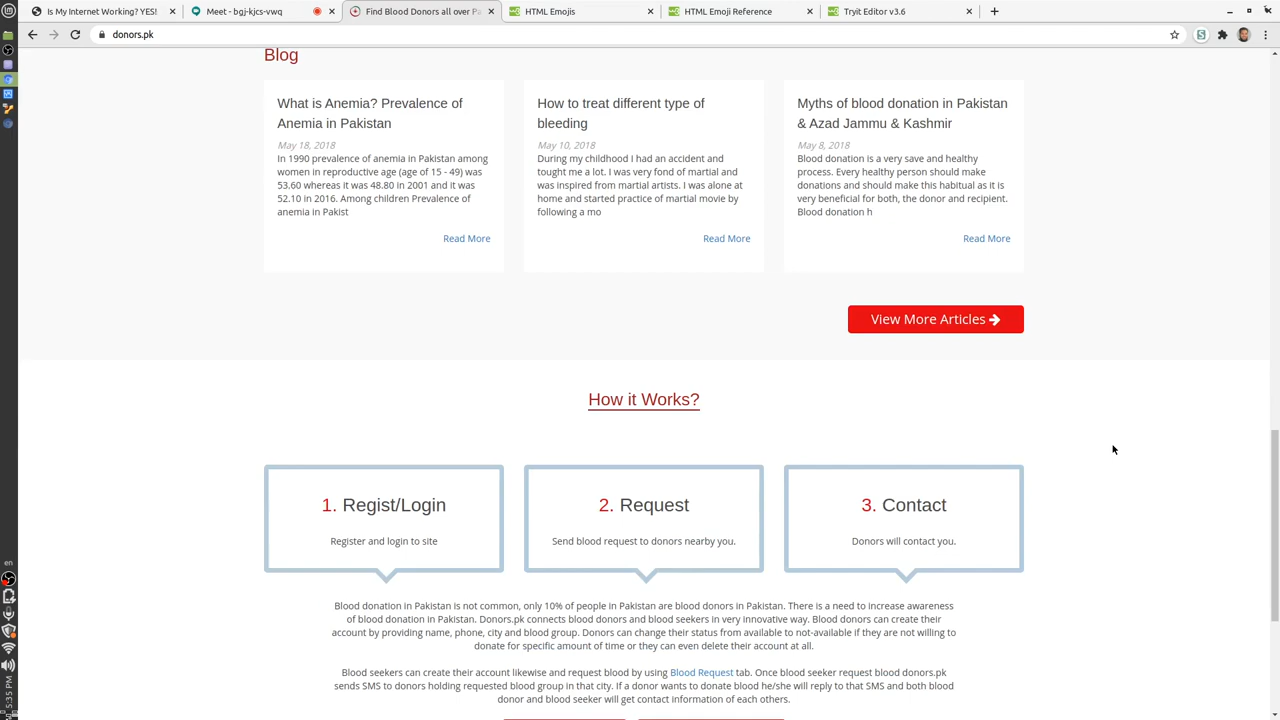 Is My Internet Working? YES!
Meet - bgj-kjcs-vwq
Find Blood Donors all over Pa
HTML Emojis
HTML Emoji Reference
Tryit Editor v3.6
donors.pk
Blog
What is Anemia? Prevalence of
Anemia in Pakistan
May 18, 2018
In 1990 prevalence of anemia in Pakistan among
women in reproductive age (age of 15 - 49) was
53.60 whereas it was 48.80 in 2001 and it was
52.10 in 2016. Among children Prevalence of
anemia in Pakist
Read More
How to treat different type of
bleeding
May 10, 2018
During my childhood I had an accident and
tought me a lot. I was very fond of martial and
was inspired from martial artists. I was alone at
home and started practice of martial movie by
following a mo
Read More
Myths of blood donation in Pakistan
& Azad Jammu & Kashmir
May 8, 2018
Blood donation is a very save and healthy
process. Every healthy person should make
donations and should make this habitual as it is
very beneficial for both, the donor and recipient.
Blood donation h
Read More
View More Articles
How it Works?
1. Regist/Login
Register and login to site
2. Request
Send blood request to donors nearby you.
3. Contact
Donors will contact you.
Blood donation in Pakistan is not common, only 10% of people in Pakistan are blood donors in Pakistan. There is a need to increase awareness
of blood donation in Pakistan. Donors.pk connects blood donors and blood seekers in very innovative way. Blood donors can create their
account by providing name, phone, city and blood group. Donors can change their status from available to not-available if they are not willing to
donate for specific amount of time or they can even delete their account at all.
Blood seekers can create their account likewise and request blood by using Blood Request tab. Once blood seeker request blood donors.pk
sends SMS to donors holding requested blood group in that city. If a donor wants to donate blood he/she will reply to that SMS and both blood
donor and blood seeker will get contact information of each others.
en
5:35 PM